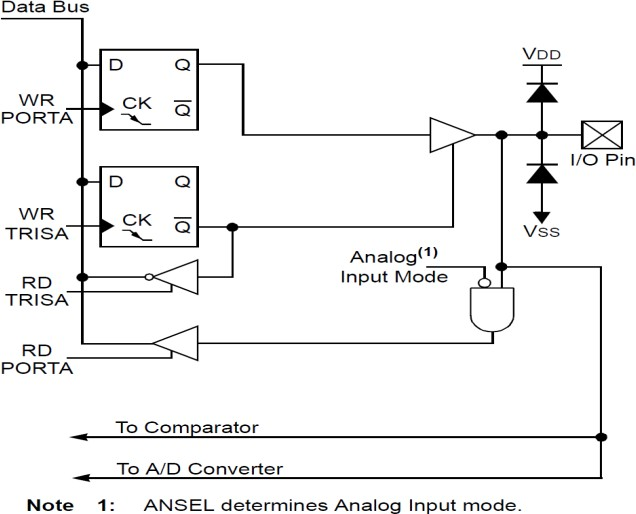 Data Bus
D Q
WR
PORTA
CK Q
VDD
I/O Pin
D Q
WR
TRISA
CK Q
VSS
RD
TRISA
Analog(1)
Input Mode
RD
PORTA
To Comparator
To A/D Converter
Note 1: ANSEL determines Analog Input mode.